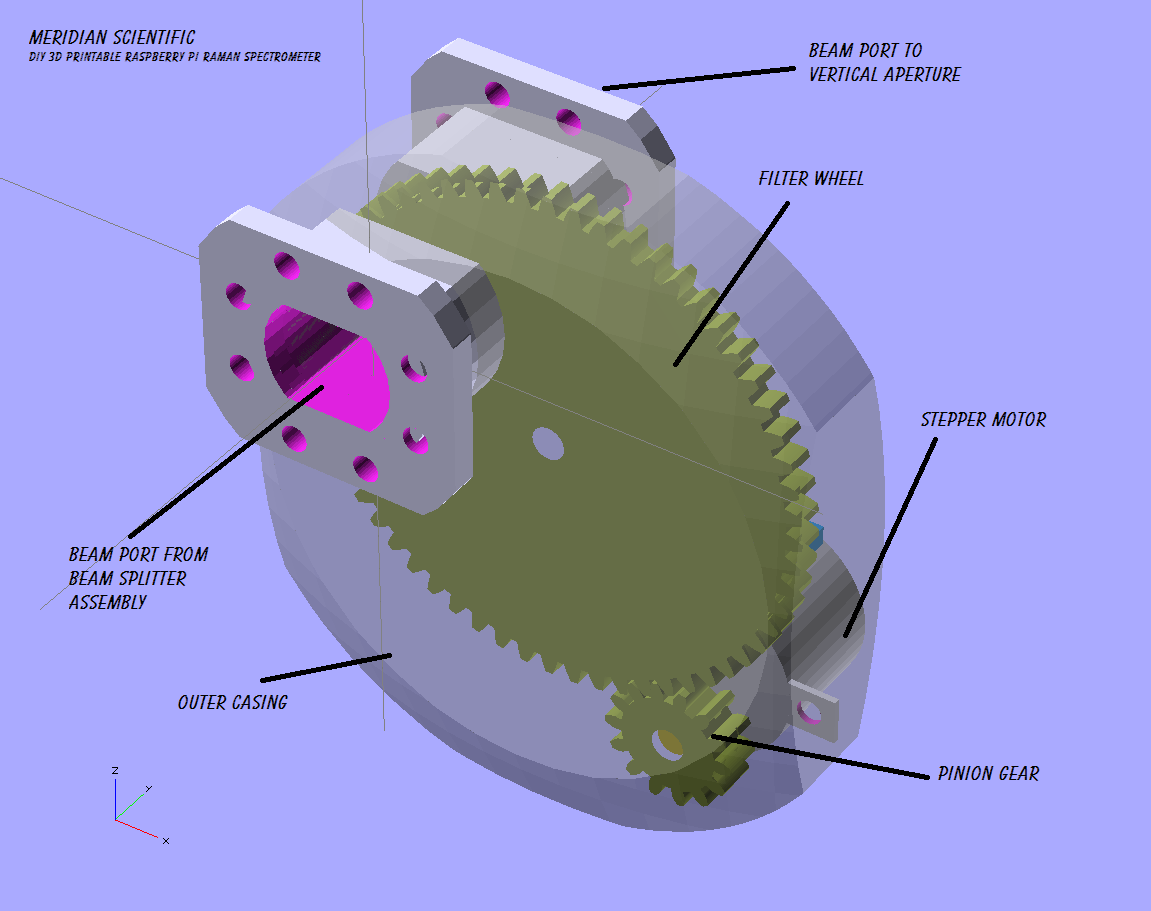 MERIDIAN SCIENTIFIC
DIY 3D PRINTABLE RASPBERRY PI RAMAN SPECTROMETER
BEAM PORT TO
VERTICAL APERTURE
FILTER WHEEL
STEPPER MOTOR
BEAM PORT FROM
BEAM SPLITTER
ASSEMBLY
OUTER CASING
PINION GEAR
Z
Y
X